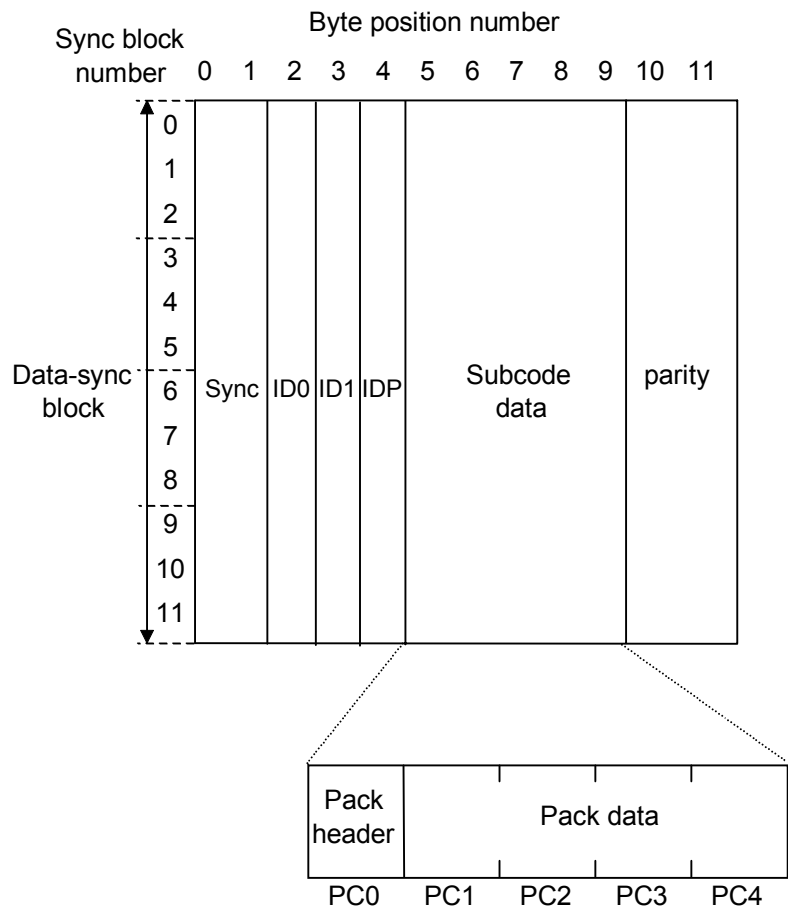 Byte position number
Sync block
number
0 1 2 3 4 5 6 7 8 9 10 11
0
1
2
3
4
5
Data-sync
block
6
7
8
9
10
11
Sync ID0 ID1 IDP
Subcode
data
parity
Pack
header
Pack data
PC0 PC1 PC2 PC3 PC4